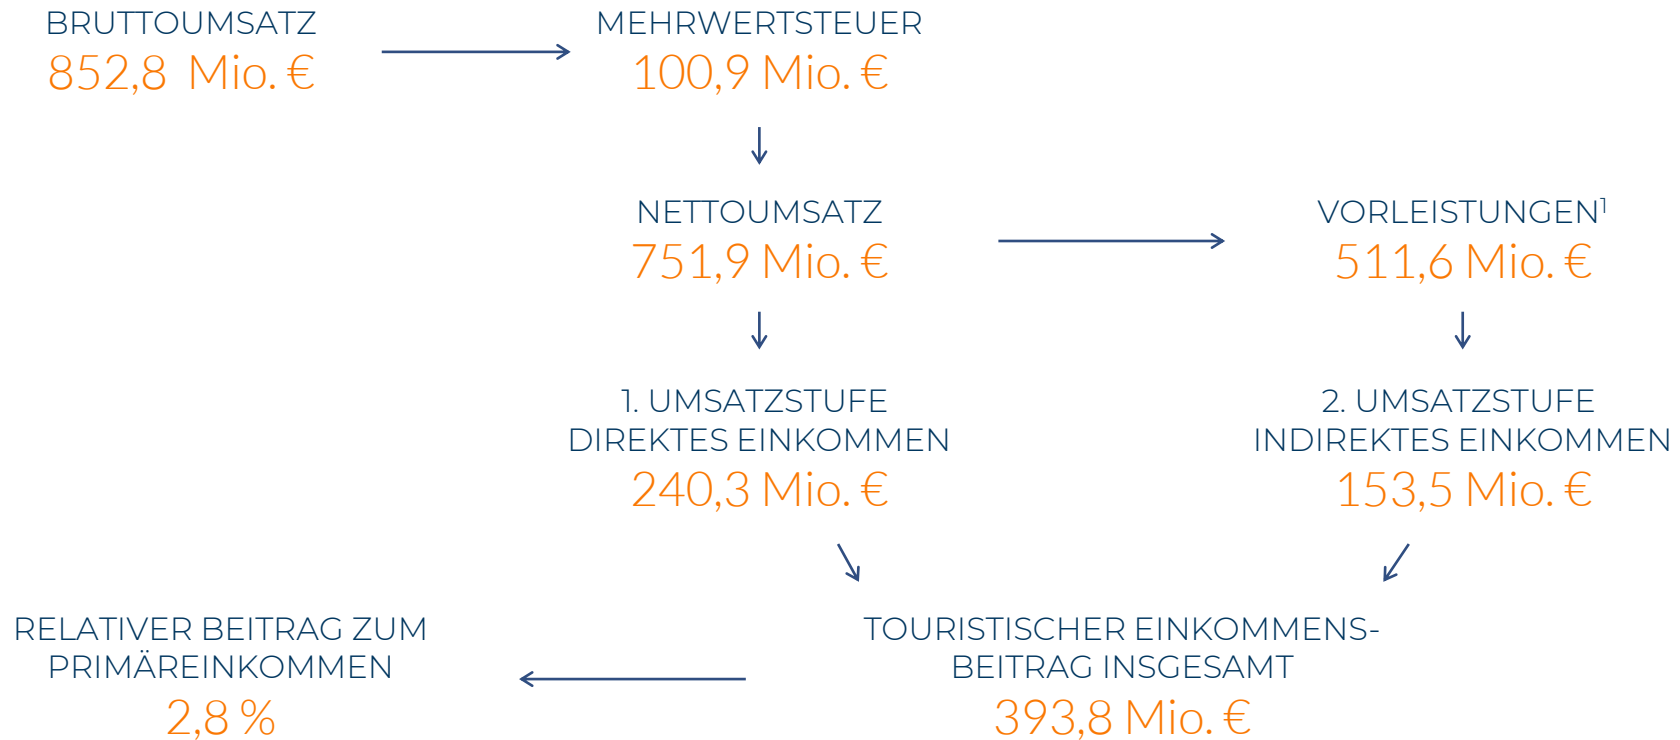 BRUTTOUMSATZ
852,8 Mio. €
MEHRWERTSTEUER
100,9 Mio. €
NETTOUMSATZ
751,9 Mio. €
VORLEISTUNGEN¹
511,6 Mio. €
1. UMSATZSTUFE
DIREKTES EINKOMMEN
240,3 Mio. €
2. UMSATZSTUFE
INDIREKTES EINKOMMEN
153,5 Mio. €
RELATIVER BEITRAG ZUM
PRIMÄREINKOMMEN
2,8 %
TOURISTISCHER EINKOMMENS-
BEITRAG INSGESAMT
393,8 Mio. €